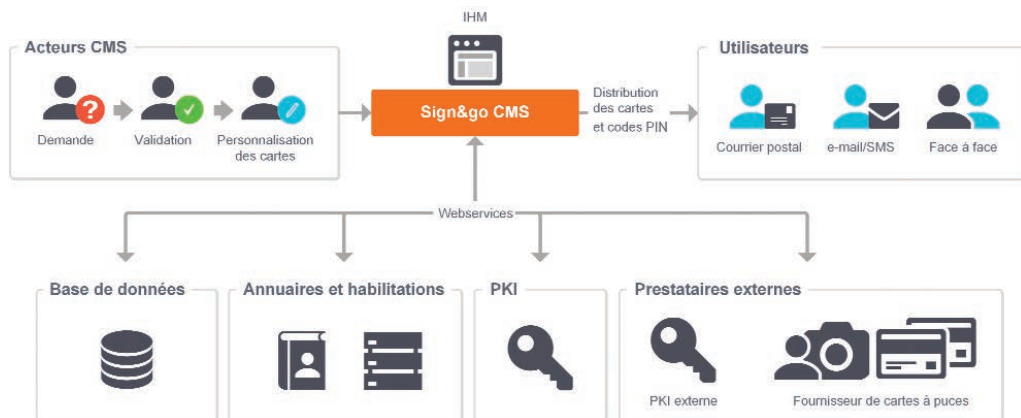 IHM
Acteurs CMS
Demande
Validation
Personnalisation
des cartes
Sign&go CMS
Distribution
des cartes
et codes PIN
Utilisateurs
Courrier postal
e-mail/SMS
Face à face
Webservices
Base de données
Annuaires et habilitations
PKI
Prestataires externes
PKI externe
Fournisseur de cartes à puces